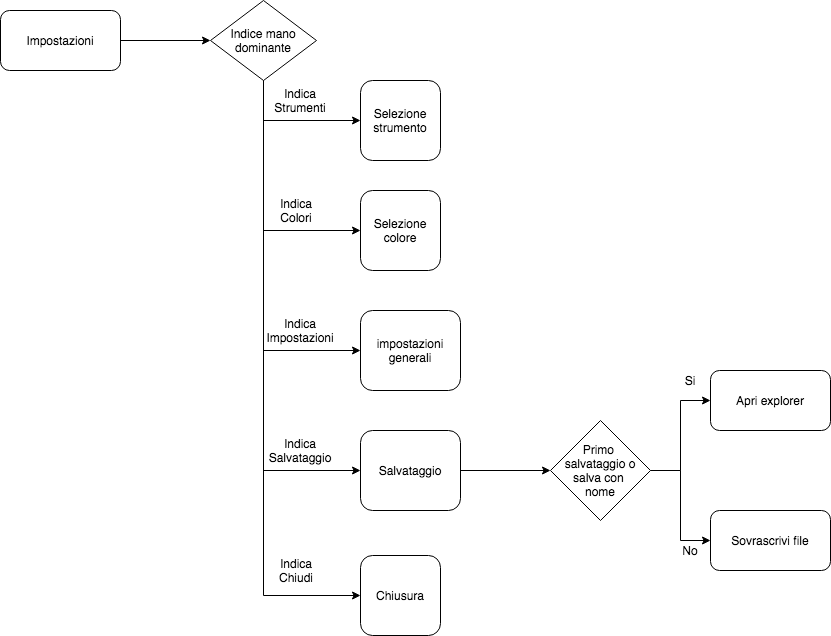 Impostazioni
Indice mano
dominante
Indica
Strumenti
Selezione
strumento
Indica
Colori
Selezione
colore
Indica
Impostazioni
impostazioni
generali
Indica
Salvataggio
Salvataggio
Primo
salvataggio o
salva con
nome
Si
Apri explorer
No
Sovrascrivi file
Indica
Chiudi
Chiusura